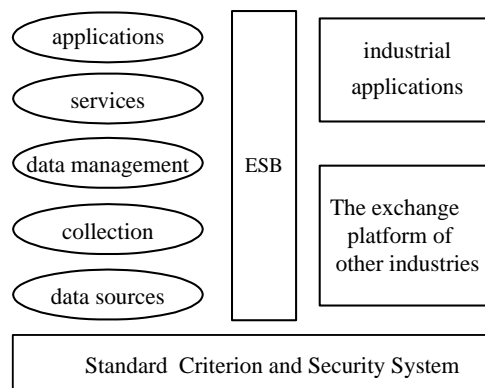 applications
services
data management
collection
data sources
ESB
industrial
applications
The exchange
platform of
other industries
Standard Criterion and Security System